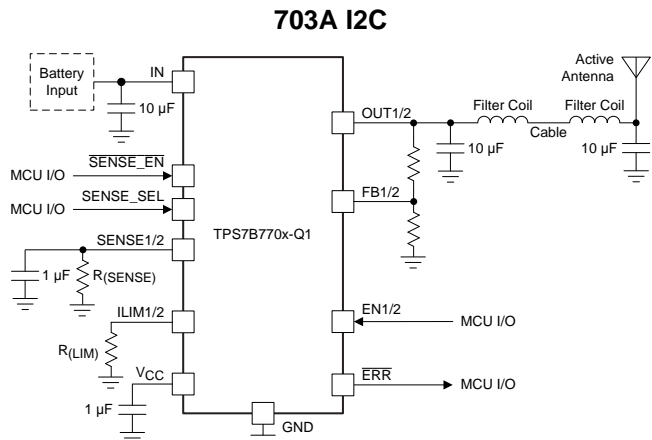 703A I2C
Battery
Input
IN
10 µF
SENSE_EN
MCU I/O
SENSE_SEL
MCU I/O
SENSE1/2
1 µF
R(SENSE)
ILIM1/2
R(LIM)
VCC
1 µF
TPS7B770x-Q1
GND
OUT1/2
10 µF
Filter Coil
Cable
Filter Coil
Active
Antenna
10 µF
FB1/2
EN1/2
MCU I/O
ERR
MCU I/O